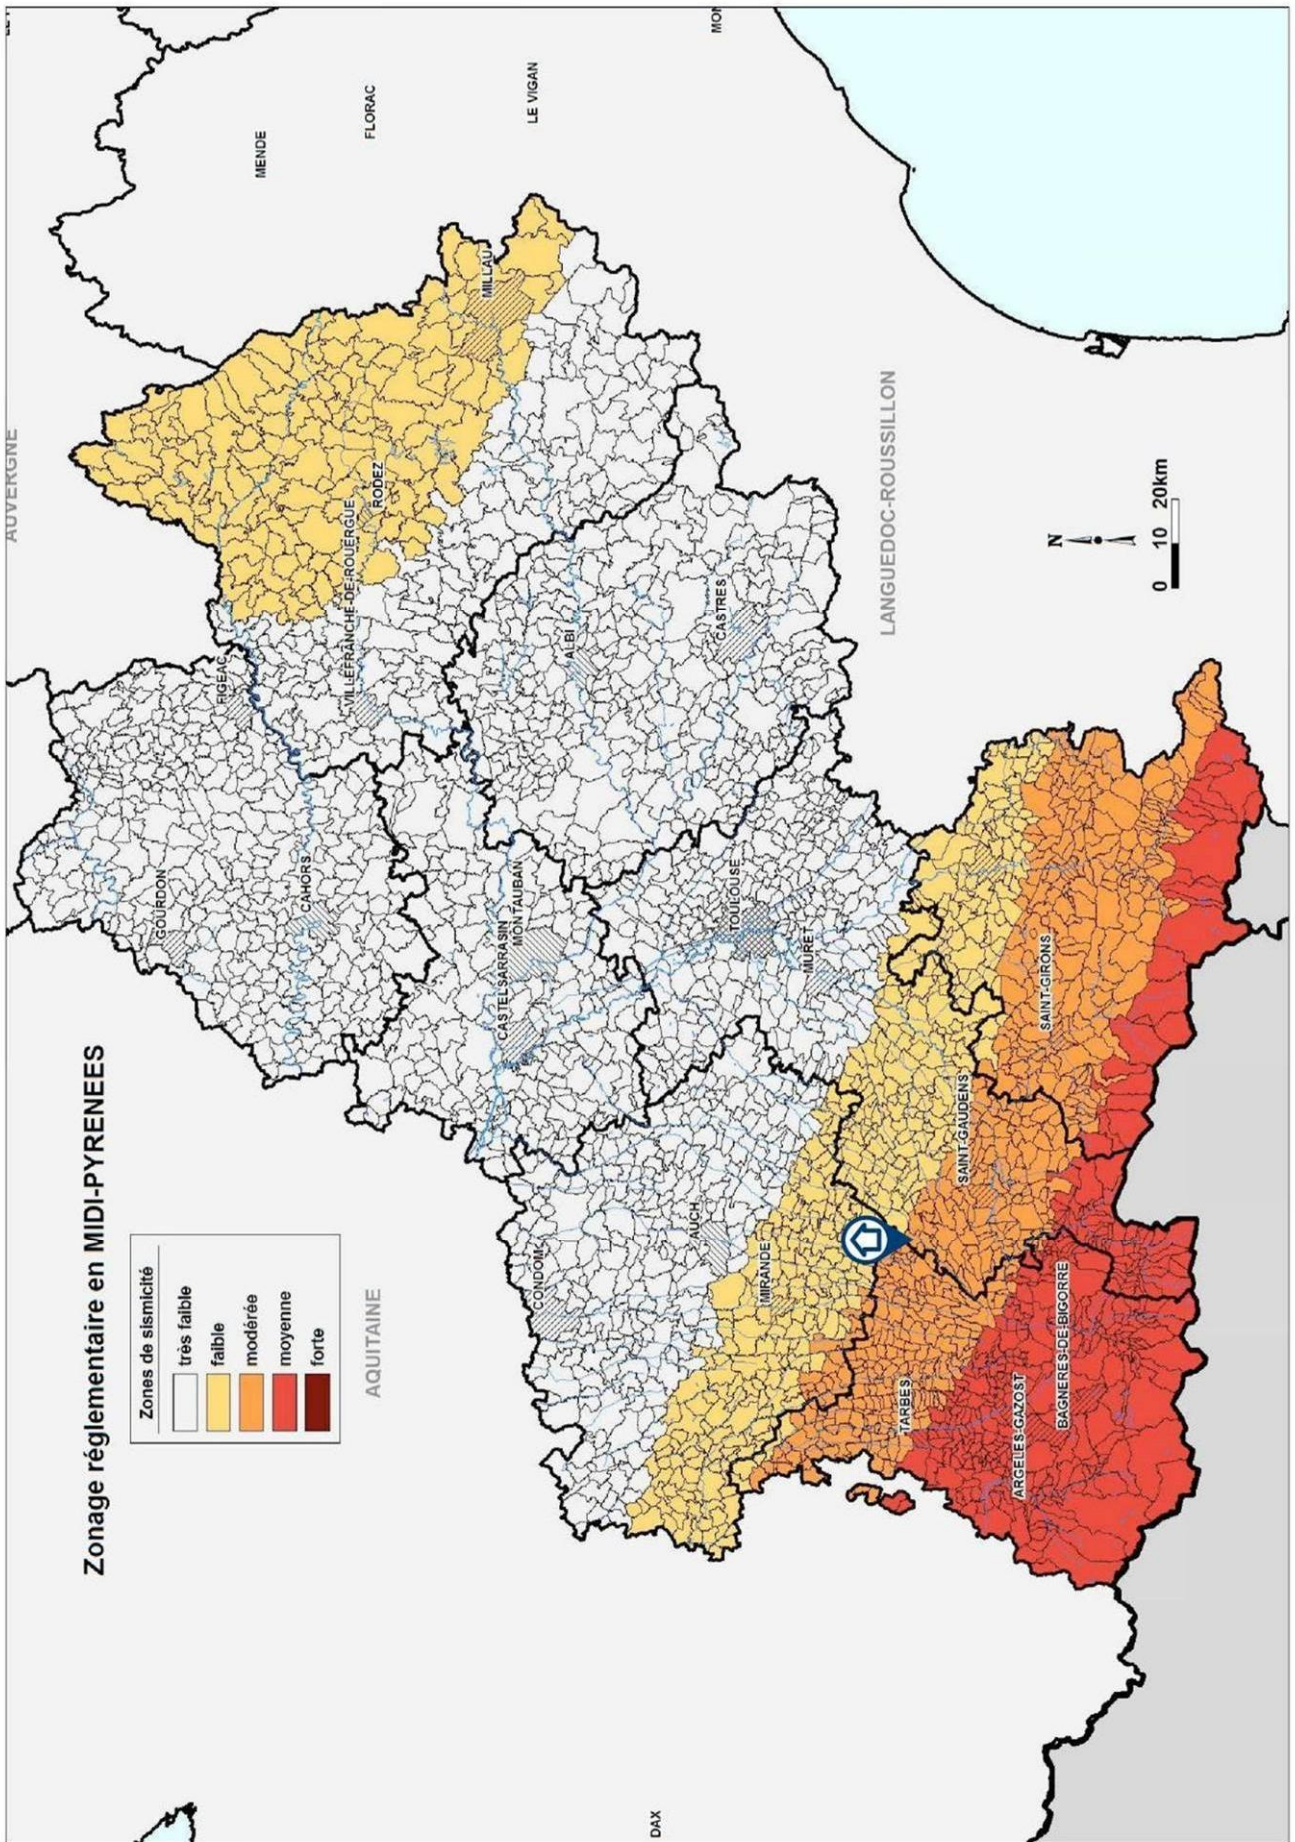 Zonage réglementaire en MIDI-PYRENEES
Zones de sismicité
très faible
faible
modérée
moyenne
forte
AUVERGNE
AQUITAINE
LANGUEDOC-ROUSSILLON
MENDE
FLORAC
LE VIGAN
MON
DAX
GOURDON
FIGEAC
CAHORS
VILLEFRANCHE-DE-ROUERGUE
RODEZ
MILLAU
CASTELSARRASIN
MONTAUBAN
ALBI
CASTRES
CONDOM
AUCH
MIRANDE
TOULOUSE
MURET
SAINT-GAUDENS
SAINT-GIRONS
TARBES
ARGELES-GAZOST
BAGNERES-DE-BIGORRE
N
0 10 20km